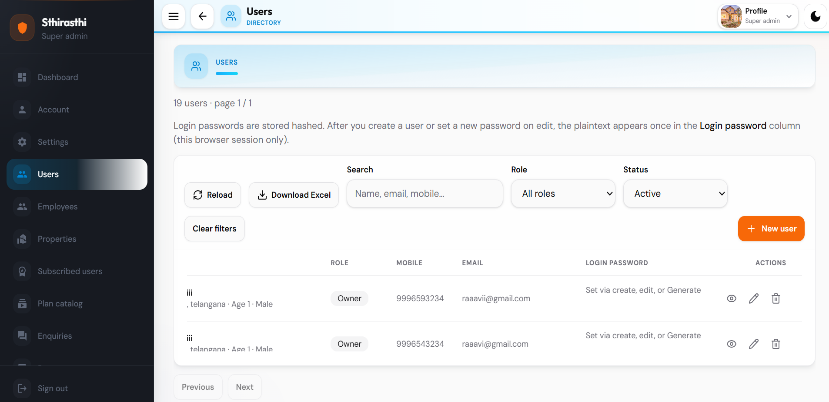 Sthirasthi
Super admin
Dashboard
Account
Settings
Users
Employees
Properties
Subscribed users
Plan catalog
Enquiries
Sign out
Users
DIRECTORY
Profile
Super admin
USERS
19 users · page 1 / 1
Login passwords are stored hashed. After you create a user or set a new password on edit, the plaintext appears once in the Login password column
(this browser session only).
Search
Role
Status
Reload
Download Excel
Name, email, mobile...
All roles
Active
Clear filters
New user
ROLE
MOBILE
EMAIL
LOGIN PASSWORD
ACTIONS
iii
, telangana · Age 1 · Male
Owner
9996593234
raaavii@gmail.com
Set via create, edit, or Generate
iii
, telangana · Age 1 · Male
Owner
9996543234
raaavi@gmail.com
Set via create, edit, or Generate
Previous
Next